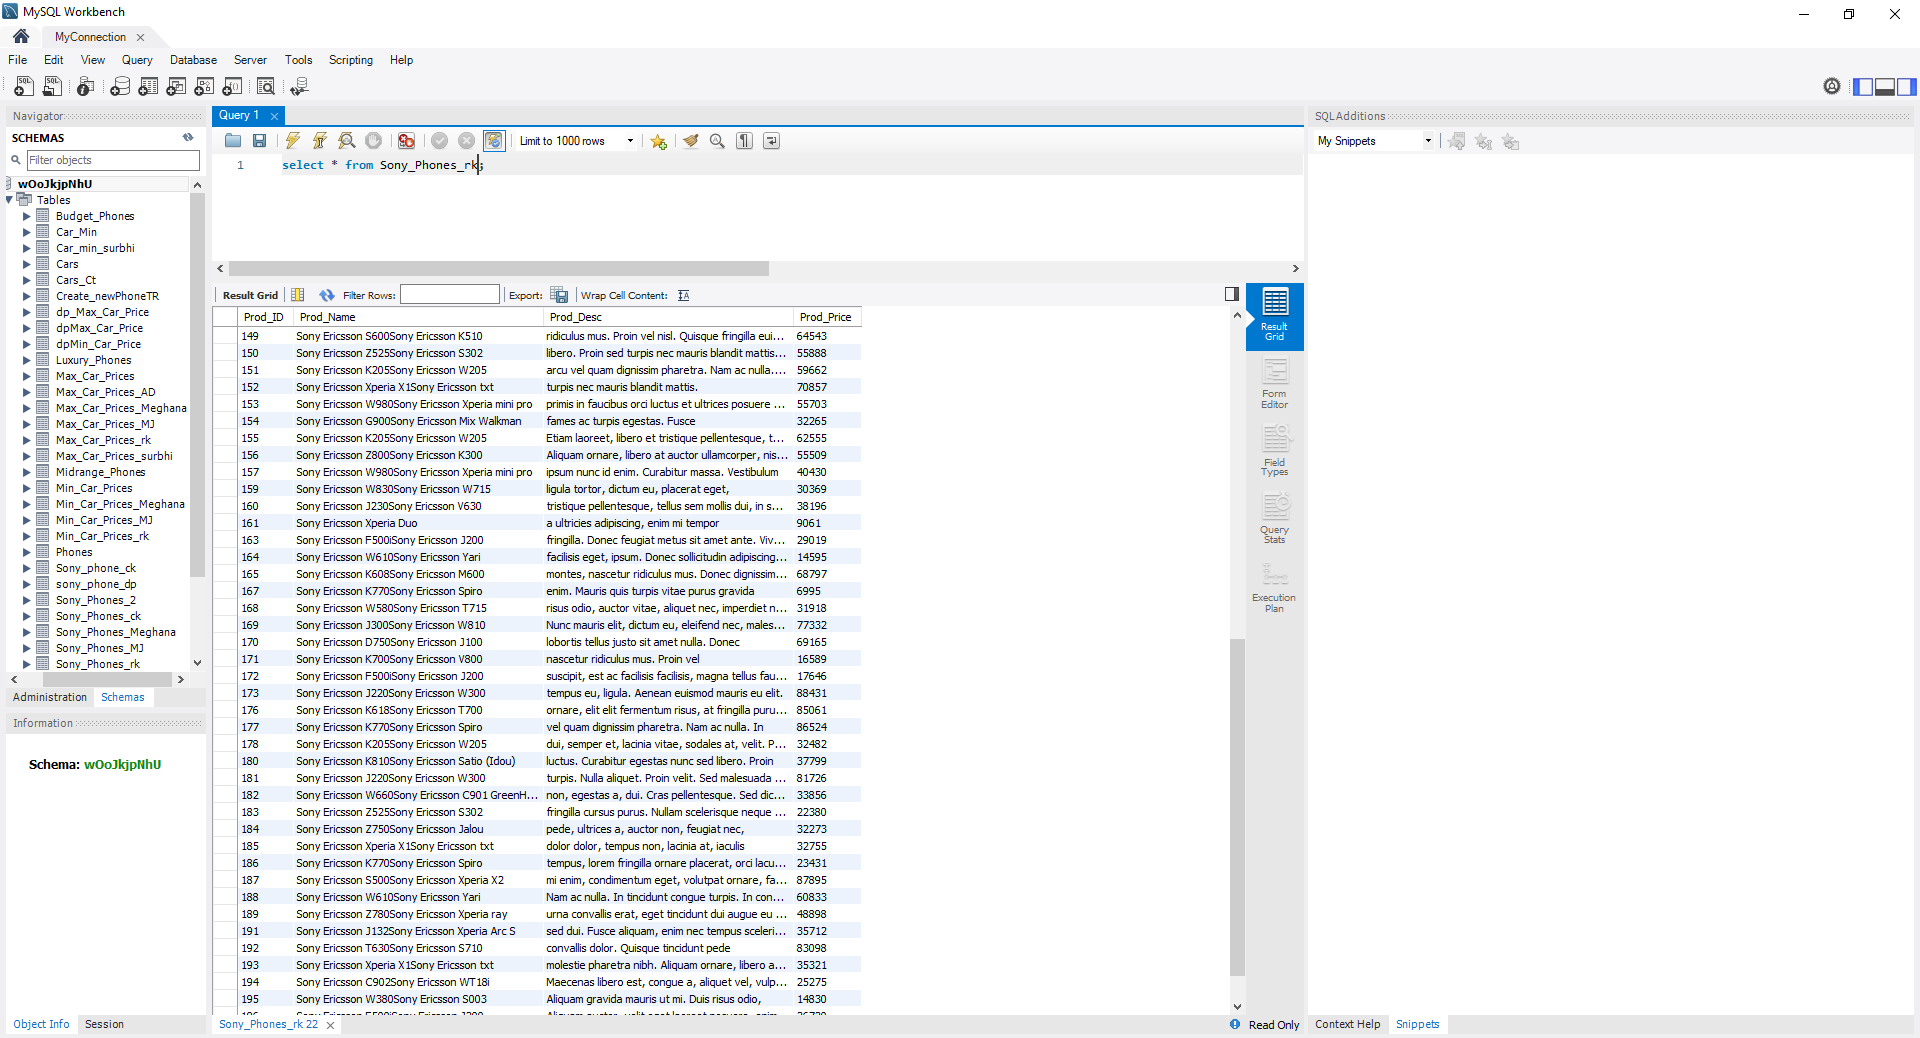 MySQL Workbench
MyConnection
File Edit View Query Database Server Tools Scripting Help
Navigator
SCHEMAS
Filter objects
wOoJkjpNhU
Tables
Budget_Phones
Car_Min
Car_min_surbhi
Cars
Cars_Ct
Create_newPhoneTR
dp_Max_Car_Price
dpMax_Car_Price
dpMin_Car_Price
Luxury_Phones
Max_Car_Prices
Max_Car_Prices_AD
Max_Car_Prices_Meghana
Max_Car_Prices_MJ
Max_Car_Prices_rk
Max_Car_Prices_surbhi
Midrange_Phones
Min_Car_Prices
Min_Car_Prices_Meghana
Min_Car_Prices_MJ
Min_Car_Prices_rk
Phones
Sony_phone_ck
sony_phone_dp
Sony_Phones_2
Sony_Phones_ck
Sony_Phones_Meghana
Sony_Phones_MJ
Sony_Phones_rk
Administration Schemas
Information
Schema: wOoJkjpNhU
Object Info Session
Query 1
Limit to 1000 rows
1 select * from Sony_Phones_rk;
Result Grid Filter Rows: Export: Wrap Cell Content:
Prod_ID Prod_Name Prod_Desc Prod_Price
149 Sony Ericsson S600Sony Ericsson K510 ridiculus mus. Proin vel nisl. Quisque fringilla eui... 64543
150 Sony Ericsson Z525Sony Ericsson S302 libero. Proin sed turpis nec mauris blandit mattis... 55888
151 Sony Ericsson K205Sony Ericsson W205 arcu vel quam dignissim pharetra. Nam ac nulla.... 59662
152 Sony Ericsson Xperia X1Sony Ericsson txt turpis nec mauris blandit mattis. 70857
153 Sony Ericsson W980Sony Ericsson Xperia mini pro primis in faucibus orci luctus et ultrices posuere ... 55703
154 Sony Ericsson G900Sony Ericsson Mix Walkman fames ac turpis egestas. Fusce 32265
155 Sony Ericsson K205Sony Ericsson W205 Etiam laoreet, libero et tristique pellentesque, t... 62555
156 Sony Ericsson Z800Sony Ericsson K300 Aliquam ornare, libero at auctor ullamcorper, nis... 55509
157 Sony Ericsson W980Sony Ericsson Xperia mini pro ipsum nunc id enim. Curabitur massa. Vestibulum 40430
159 Sony Ericsson W830Sony Ericsson W715 ligula tortor, dictum eu, placerat eget, 30369
160 Sony Ericsson J230Sony Ericsson V630 tristique pellentesque, tellus sem mollis dui, in s... 38196
161 Sony Ericsson Xperia Duo a ultricies adipiscing, enim mi tempor 9061
163 Sony Ericsson F500iSony Ericsson J200 fringilla. Donec feugiat metus sit amet ante. Viv... 29019
164 Sony Ericsson W610Sony Ericsson Yari facilisis eget, ipsum. Donec sollicitudin adipiscing... 14595
165 Sony Ericsson K608Sony Ericsson M600 montes, nascetur ridiculus mus. Donec dignissim... 68797
167 Sony Ericsson K770Sony Ericsson Spiro enim. Mauris quis turpis vitae purus gravida 6995
168 Sony Ericsson W580Sony Ericsson T715 risus odio, auctor vitae, aliquet nec, imperdiet n... 31918
169 Sony Ericsson J300Sony Ericsson W810 Nunc mauris elit, dictum eu, eleifend nec, males... 77332
170 Sony Ericsson D750Sony Ericsson J100 lobortis tellus justo sit amet nulla. Donec 69165
171 Sony Ericsson K700Sony Ericsson V800 nascetur ridiculus mus. Proin vel 16589
172 Sony Ericsson F500iSony Ericsson J200 suscipit, est ac facilisis facilisis, magna tellus fau... 17646
173 Sony Ericsson J220Sony Ericsson W300 tempus eu, ligula. Aenean euismod mauris eu elit. 88431
176 Sony Ericsson K618Sony Ericsson T700 ornare, elit elit fermentum risus, at fringilla puru... 85061
177 Sony Ericsson K770Sony Ericsson Spiro vel quam dignissim pharetra. Nam ac nulla. In 86524
178 Sony Ericsson K205Sony Ericsson W205 dui, semper et, lacinia vitae, sodales at, velit. P... 32482
180 Sony Ericsson K810Sony Ericsson Satio (Idou) luctus. Curabitur egestas nunc sed libero. Proin 37799
181 Sony Ericsson J220Sony Ericsson W300 turpis. Nulla aliquet. Proin velit. Sed malesuada ... 81726
182 Sony Ericsson W660Sony Ericsson C901 GreenH... non, egestas a, dui. Cras pellentesque. Sed dic... 33856
183 Sony Ericsson Z525Sony Ericsson S302 fringilla cursus purus. Nullam scelerisque neque ... 22380
184 Sony Ericsson Z750Sony Ericsson Jalou pede, ultrices a, auctor non, feugiat nec, 32273
185 Sony Ericsson Xperia X1Sony Ericsson txt dolor dolor, tempus non, lacinia at, iaculis 32755
186 Sony Ericsson K770Sony Ericsson Spiro tempus, lorem fringilla ornare placerat, orci lacu... 23431
187 Sony Ericsson S500Sony Ericsson Xperia X2 mi enim, condimentum eget, volutpat ornare, fa... 87895
188 Sony Ericsson W610Sony Ericsson Yari Nam ac nulla. In tincidunt congue turpis. In con... 60833
189 Sony Ericsson Z780Sony Ericsson Xperia ray urna convallis erat, eget tincidunt dui augue eu ... 48898
191 Sony Ericsson J132Sony Ericsson Xperia Arc S sed dui. Fusce aliquam, enim nec tempus sceleri... 35712
192 Sony Ericsson T630Sony Ericsson S710 convallis dolor. Quisque tincidunt pede 83098
193 Sony Ericsson Xperia X1Sony Ericsson txt molestie pharetra nibh. Aliquam ornare, libero a... 35321
194 Sony Ericsson C902Sony Ericsson WT18i Maecenas libero est, congue a, aliquet vel, vulp... 25275
195 Sony Ericsson W380Sony Ericsson S003 Aliquam gravida mauris ut mi. Duis risus odio, 14830
Sony_Phones_rk 22
Read Only
Result Grid
Form Editor
Field Types
Query Stats
Execution Plan
SQLAdditions
My Snippets
Context Help Snippets